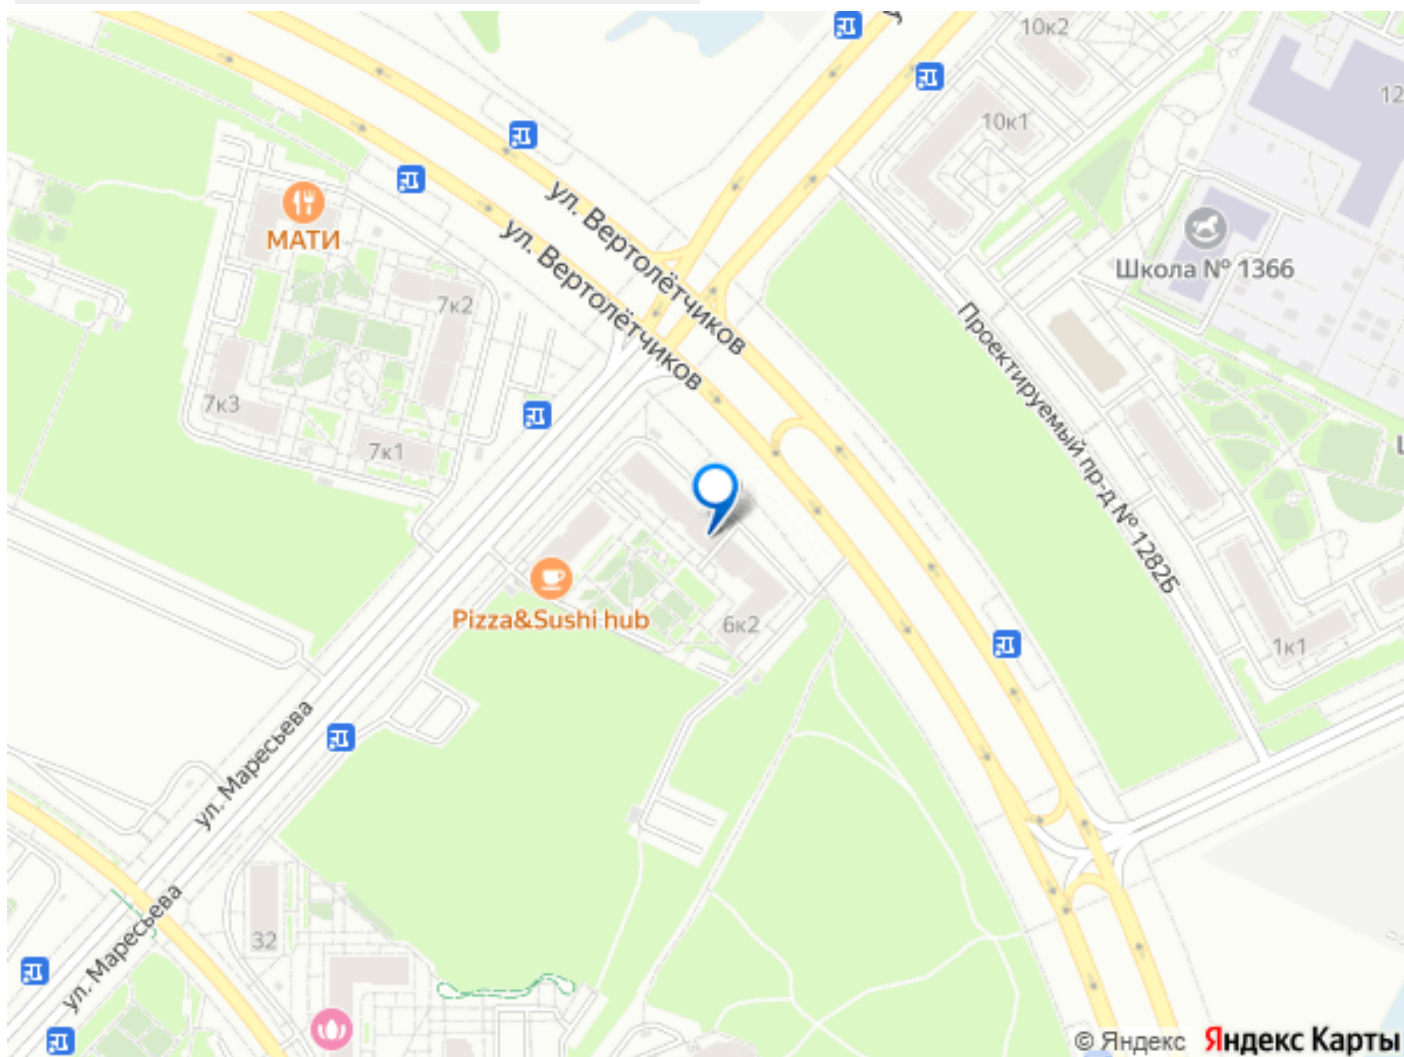 10к2
12
10к1
ул. Вертолётчиков
МАТИ
ул. Вертолётчиков
Школа № 1366
7к2
Проектируемый пр-д № 1282Б
7к3
7к1
Pizza&Sushi hub
6к2
1к1
ул. Маресьева
ул. Маресьева
32
© Яндекс Яндекс Карты